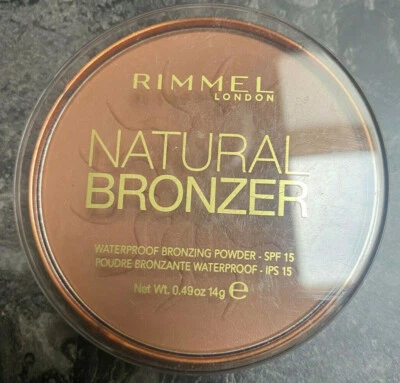 RIMMEL
LONDON
NATURAL
BRONZER
WATERPROOF BRONZING POWDER - SPF 15
POUDRE BRONZANTE WATERPROOF - IPS 15
Net Wt. 0.49oz 14g ℮